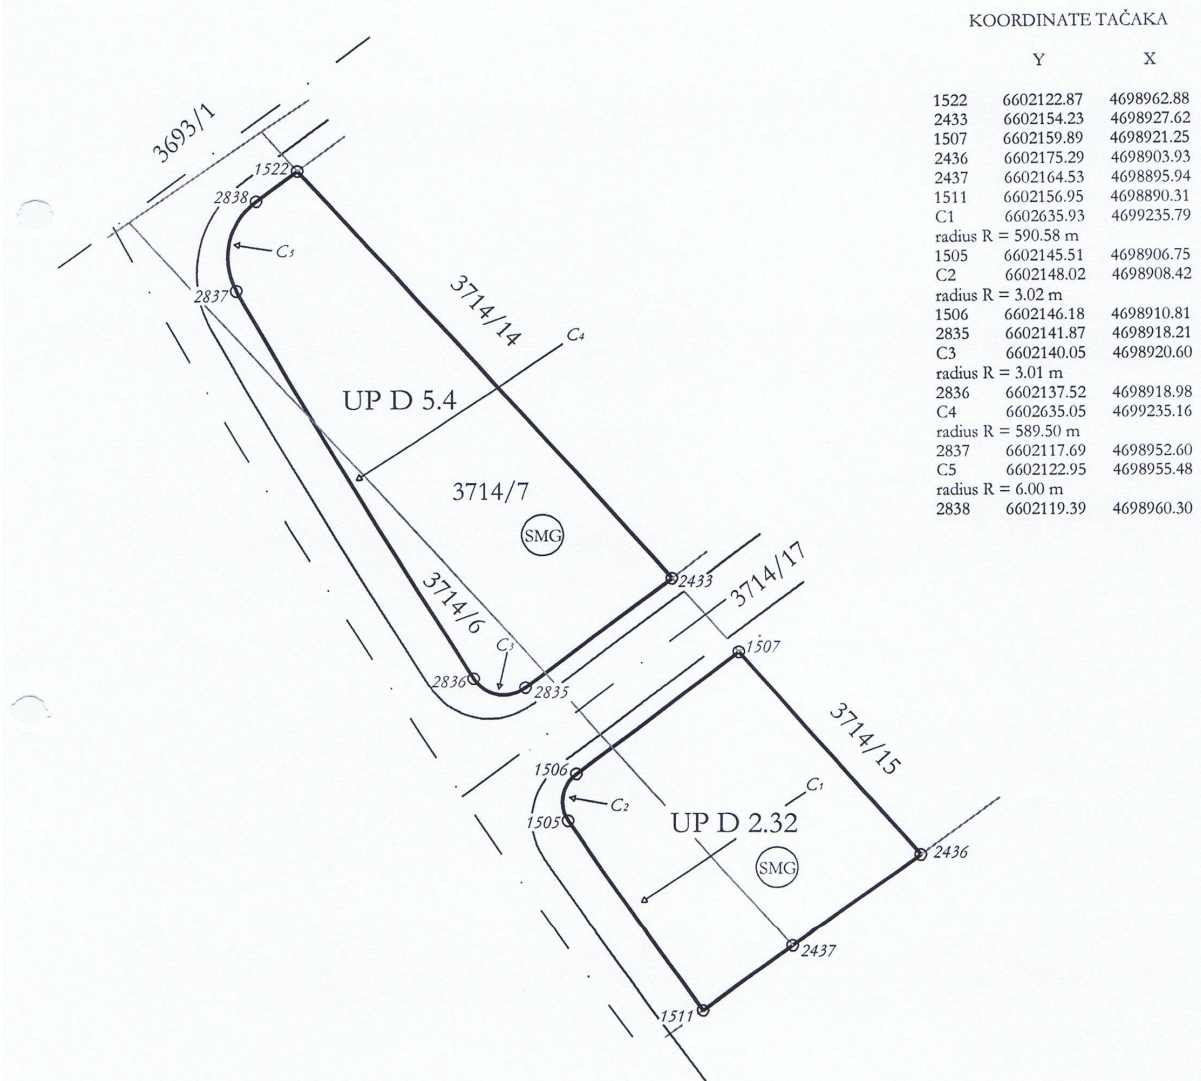 KOORDINATE TAČAKA
Y X
1522 6602122.87 4698962.88
2433 6602154.23 4698927.62
1507 6602159.89 4698921.25
2436 6602175.29 4698903.93
2437 6602164.53 4698895.94
1511 6602156.95 4698890.31
C1 6602635.93 4699235.79
radius R = 590.58 m
1505 6602145.51 4698906.75
C2 6602148.02 4698908.42
radius R = 3.02 m
1506 6602146.18 4698910.81
2835 6602141.87 4698918.21
C3 6602140.05 4698920.60
radius R = 3.01 m
2836 6602137.52 4698918.98
C4 6602635.05 4699235.16
radius R = 589.50 m
2837 6602117.69 4698952.60
C5 6602122.95 4698955.48
radius R = 6.00 m
2838 6602119.39 4698960.30
3693/1
1522
2838
C5
2837
3714/14
C4
UP D 5.4
3714/7
SMG
3714/17
2433
3714/6
C3
1507
2836
2835
3714/15
1506
C1
C2
1505
UP D 2.32
2436
SMG
2437
1511